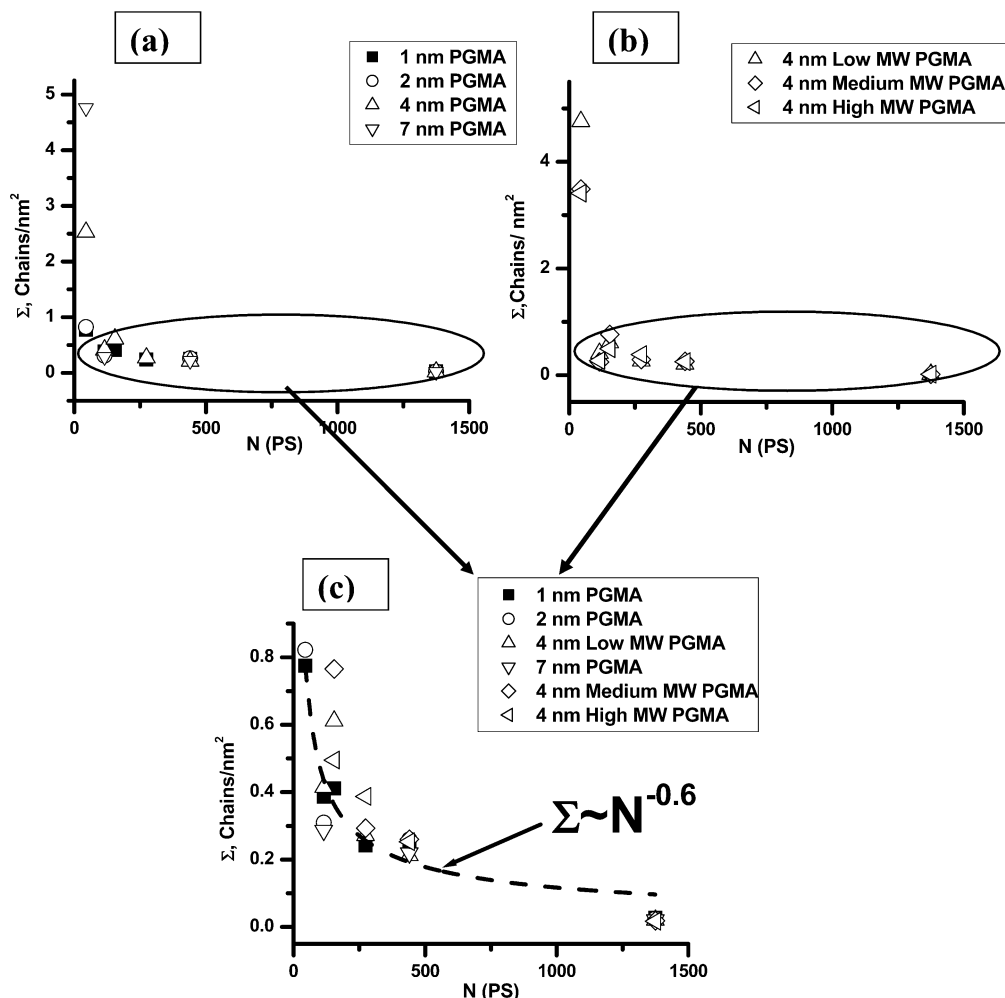 (a)
1 nm PGMA
2 nm PGMA
4 nm PGMA
7 nm PGMA
5
4
3
2
1
0
Σ, Chains/nm²
0 500 1000 1500
N (PS)
(b)
4 nm Low MW PGMA
4 nm Medium MW PGMA
4 nm High MW PGMA
4
2
0
Σ,Chains/ nm²
0 500 1000 1500
N (PS)
(c)
1 nm PGMA
2 nm PGMA
4 nm Low MW PGMA
7 nm PGMA
4 nm Medium MW PGMA
4 nm High MW PGMA
0.8
0.6
0.4
0.2
0.0
Σ, Chains/nm²
Σ~N⁻⁰·⁶
0 500 1000 1500
N (PS)